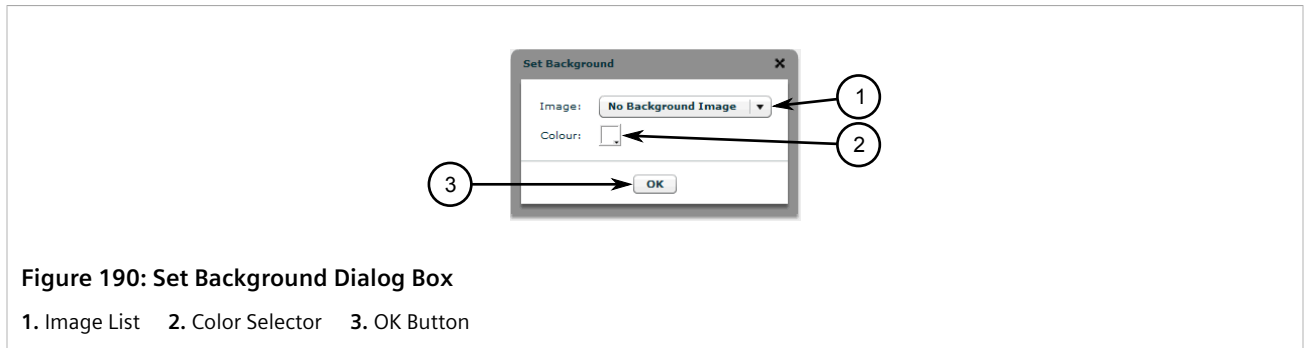 Set Background
Image: No Background Image
1
Colour:
2
3
OK
Figure 190: Set Background Dialog Box
1. Image List 2. Color Selector 3. OK Button